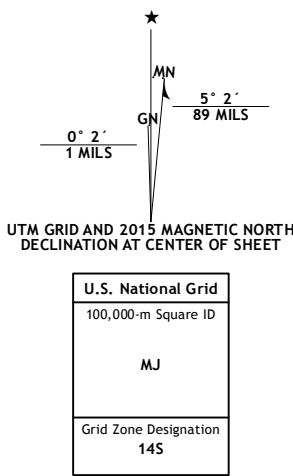 ★
MN
GN
5° 2´
89 MILS
0° 2´
1 MILS
UTM GRID AND 2015 MAGNETIC NORTH
DECLINATION AT CENTER OF SHEET
U.S. National Grid
100,000-m Square ID
MJ
Grid Zone Designation
14S